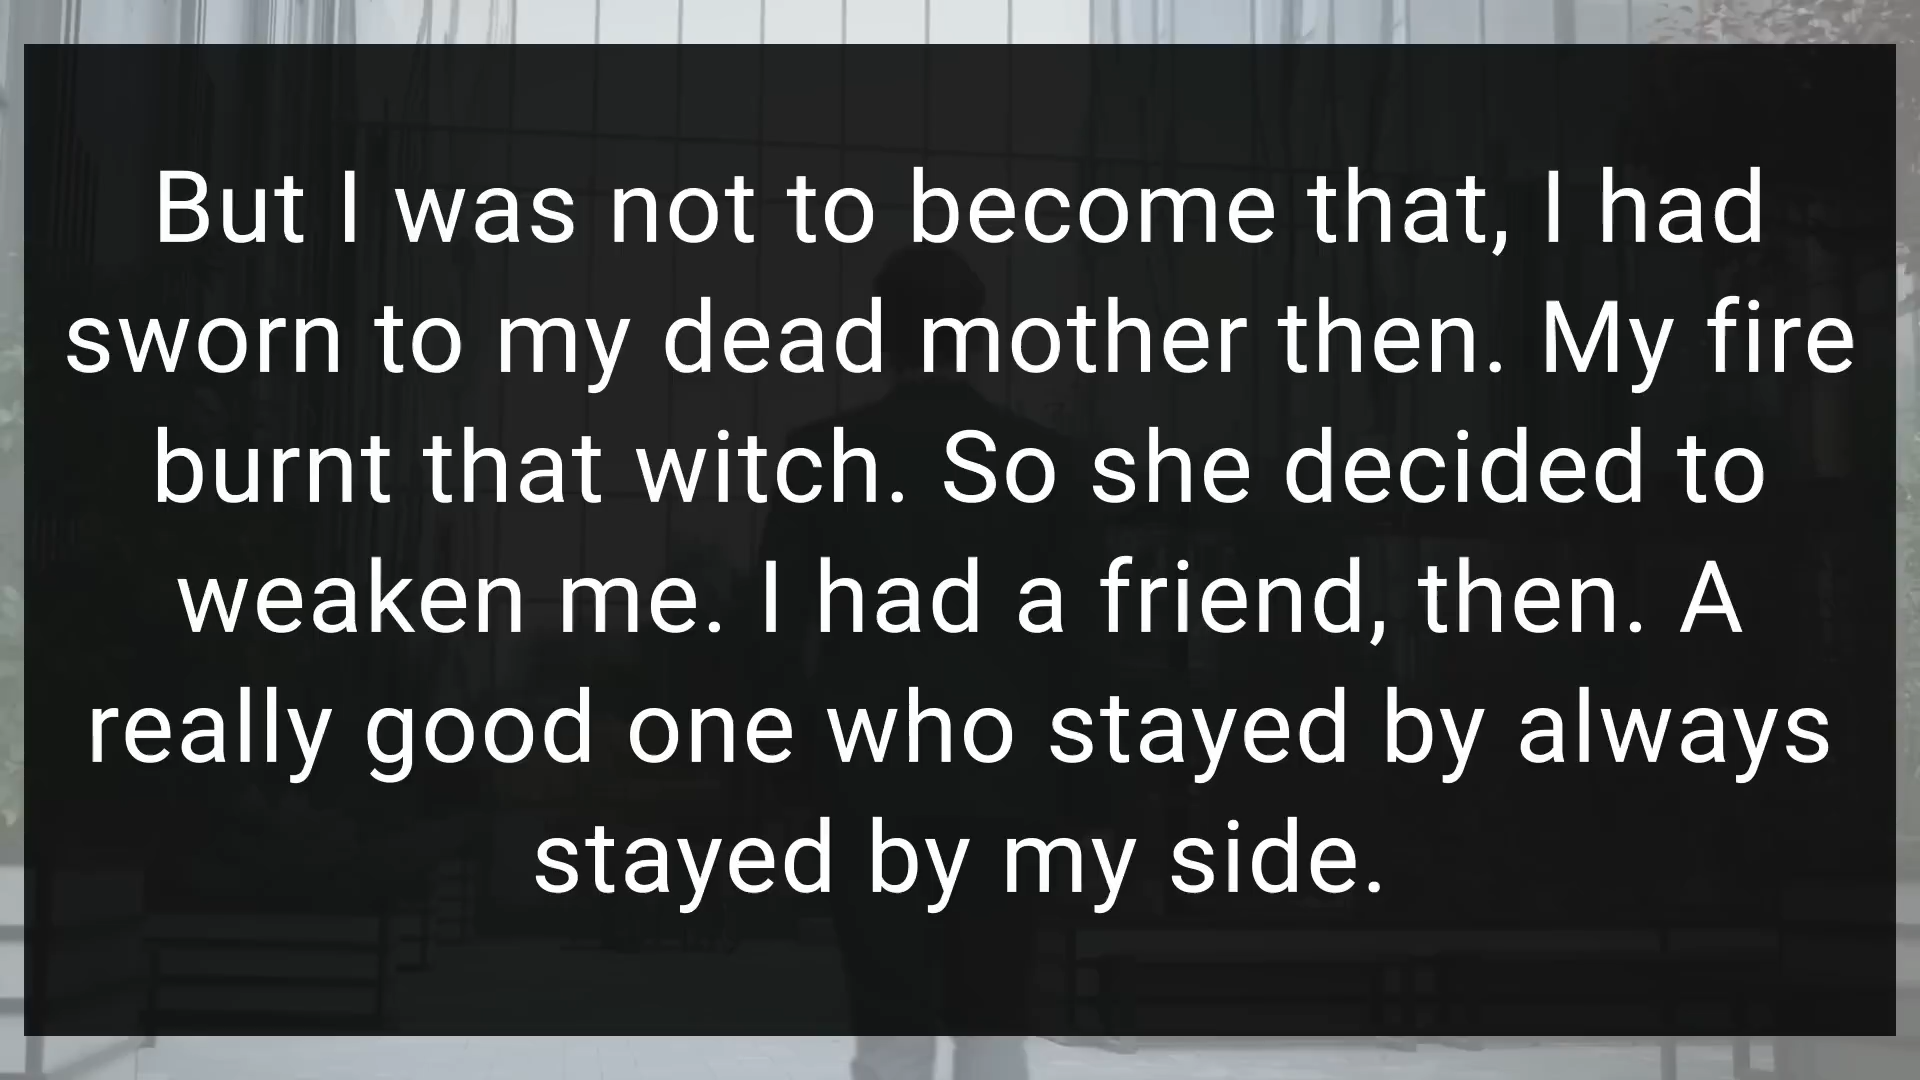 But I was not to become that, I had
sworn to my dead mother then. My fire
burnt that witch. So she decided to
weaken me. I had a friend, then. A
really good one who stayed by always
stayed by my side.